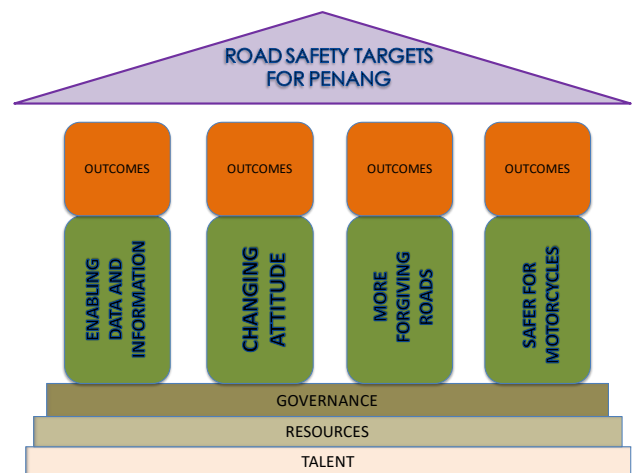 ROAD SAFETY TARGETS
FOR PENANG
OUTCOMES
OUTCOMES
OUTCOMES
OUTCOMES
ENABLING
DATA AND
INFORMATION
CHANGING
ATTITUDE
MORE
FORGIVING
ROADS
SAFER FOR
MOTORCYCLES
GOVERNANCE
RESOURCES
TALENT